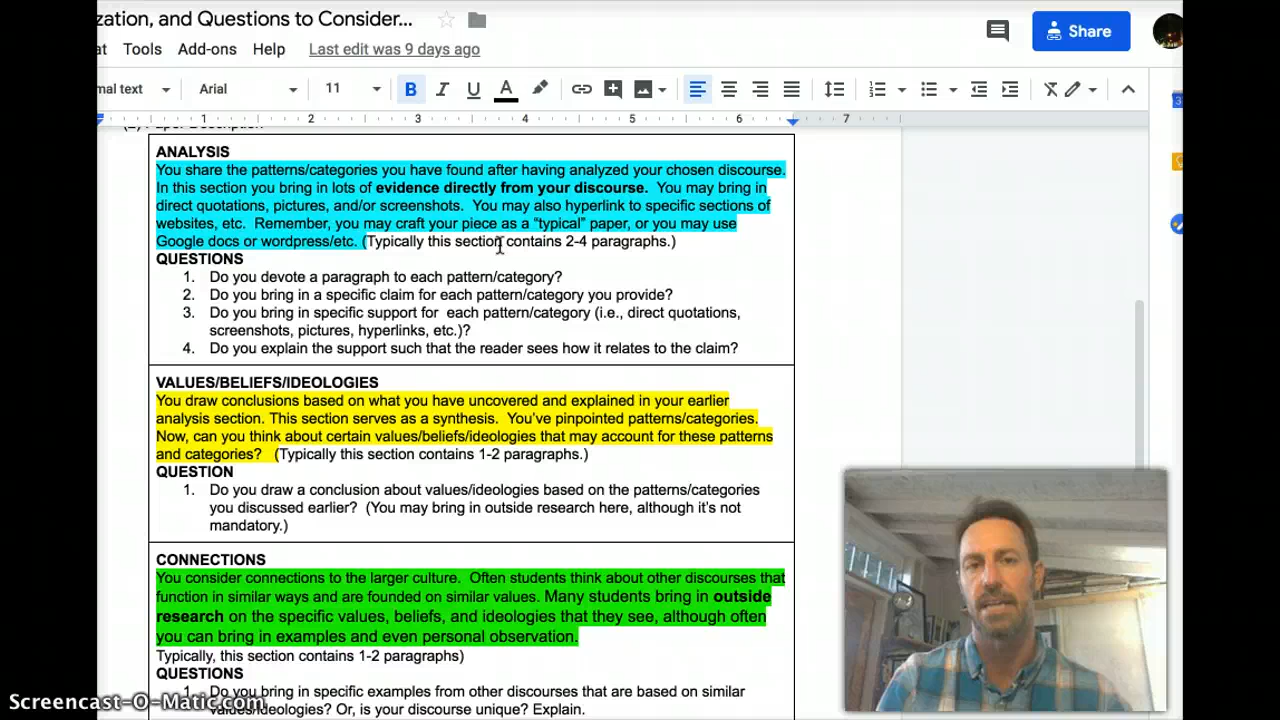 zation, and Questions to Consider...
at Tools Add-ons Help Last edit was 9 days ago
Share
mal text Arial 11 B I U A
1 2 3 4 5 6 7
ANALYSIS
You share the patterns/categories you have found after having analyzed your chosen discourse.
In this section you bring in lots of evidence directly from your discourse. You may bring in
direct quotations, pictures, and/or screenshots. You may also hyperlink to specific sections of
websites, etc. Remember, you may craft your piece as a “typical” paper, or you may use
Google docs or wordpress/etc. (Typically this section contains 2-4 paragraphs.)
QUESTIONS
1. Do you devote a paragraph to each pattern/category?
2. Do you bring in a specific claim for each pattern/category you provide?
3. Do you bring in specific support for each pattern/category (i.e., direct quotations,
screenshots, pictures, hyperlinks, etc.)?
4. Do you explain the support such that the reader sees how it relates to the claim?
VALUES/BELIEFS/IDEOLOGIES
You draw conclusions based on what you have uncovered and explained in your earlier
analysis section. This section serves as a synthesis. You’ve pinpointed patterns/categories.
Now, can you think about certain values/beliefs/ideologies that may account for these patterns
and categories? (Typically this section contains 1-2 paragraphs.)
QUESTION
1. Do you draw a conclusion about values/ideologies based on the patterns/categories
you discussed earlier? (You may bring in outside research here, although it’s not
mandatory.)
CONNECTIONS
You consider connections to the larger culture. Often students think about other discourses that
function in similar ways and are founded on similar values. Many students bring in outside
research on the specific values, beliefs, and ideologies that they see, although often
you can bring in examples and even personal observation.
Typically, this section contains 1-2 paragraphs)
QUESTIONS
1. Do you bring in specific examples from other discourses that are based on similar
values/ideologies? Or, is your discourse unique? Explain.
Screencast-O-Matic.com